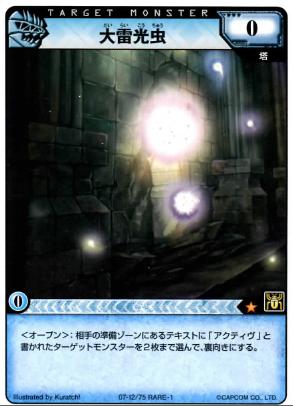 TARGET MONSTER
だい らい こう ちゅう
大雷光虫
0
塔
0
<オープン>:相手の準備ゾーンにあるテキストに「アクティヴ」と
書かれたターゲットモンスターを2枚まで選んで、裏向きにする。
Illustrated by Kuratch!
07-12/75 RARE-1
©CAPCOM CO., LTD.